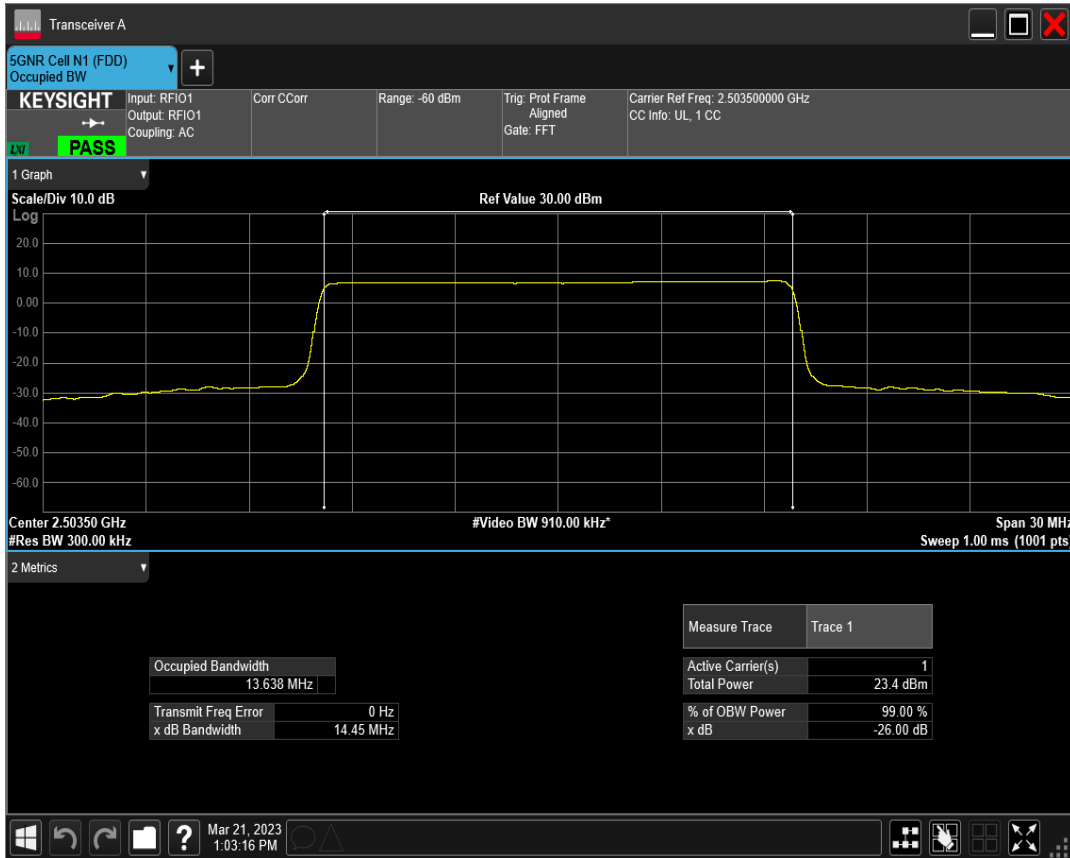 Transceiver A
5GNR Cell N1 (FDD)
Occupied BW
+
KEYSIGHT
LXI
PASS
Input: RFIO1
Output: RFIO1
Coupling: AC
Corr CCorr
Range: -60 dBm
Trig: Prot Frame
Aligned
Gate: FFT
Carrier Ref Freq: 2.503500000 GHz
CC Info: UL, 1 CC
1 Graph
Scale/Div 10.0 dB
Ref Value 30.00 dBm
Log
20.0
10.0
0.00
-10.0
-20.0
-30.0
-40.0
-50.0
-60.0
Center 2.50350 GHz
#Video BW 910.00 kHz*
Span 30 MHz
#Res BW 300.00 kHz
Sweep 1.00 ms (1001 pts)
2 Metrics
Measure Trace Trace 1
Occupied Bandwidth
13.638 MHz
Active Carrier(s) 1
Total Power 23.4 dBm
Transmit Freq Error 0 Hz
x dB Bandwidth 14.45 MHz
% of OBW Power 99.00 %
x dB -26.00 dB
?
Mar 21, 2023
1:03:16 PM